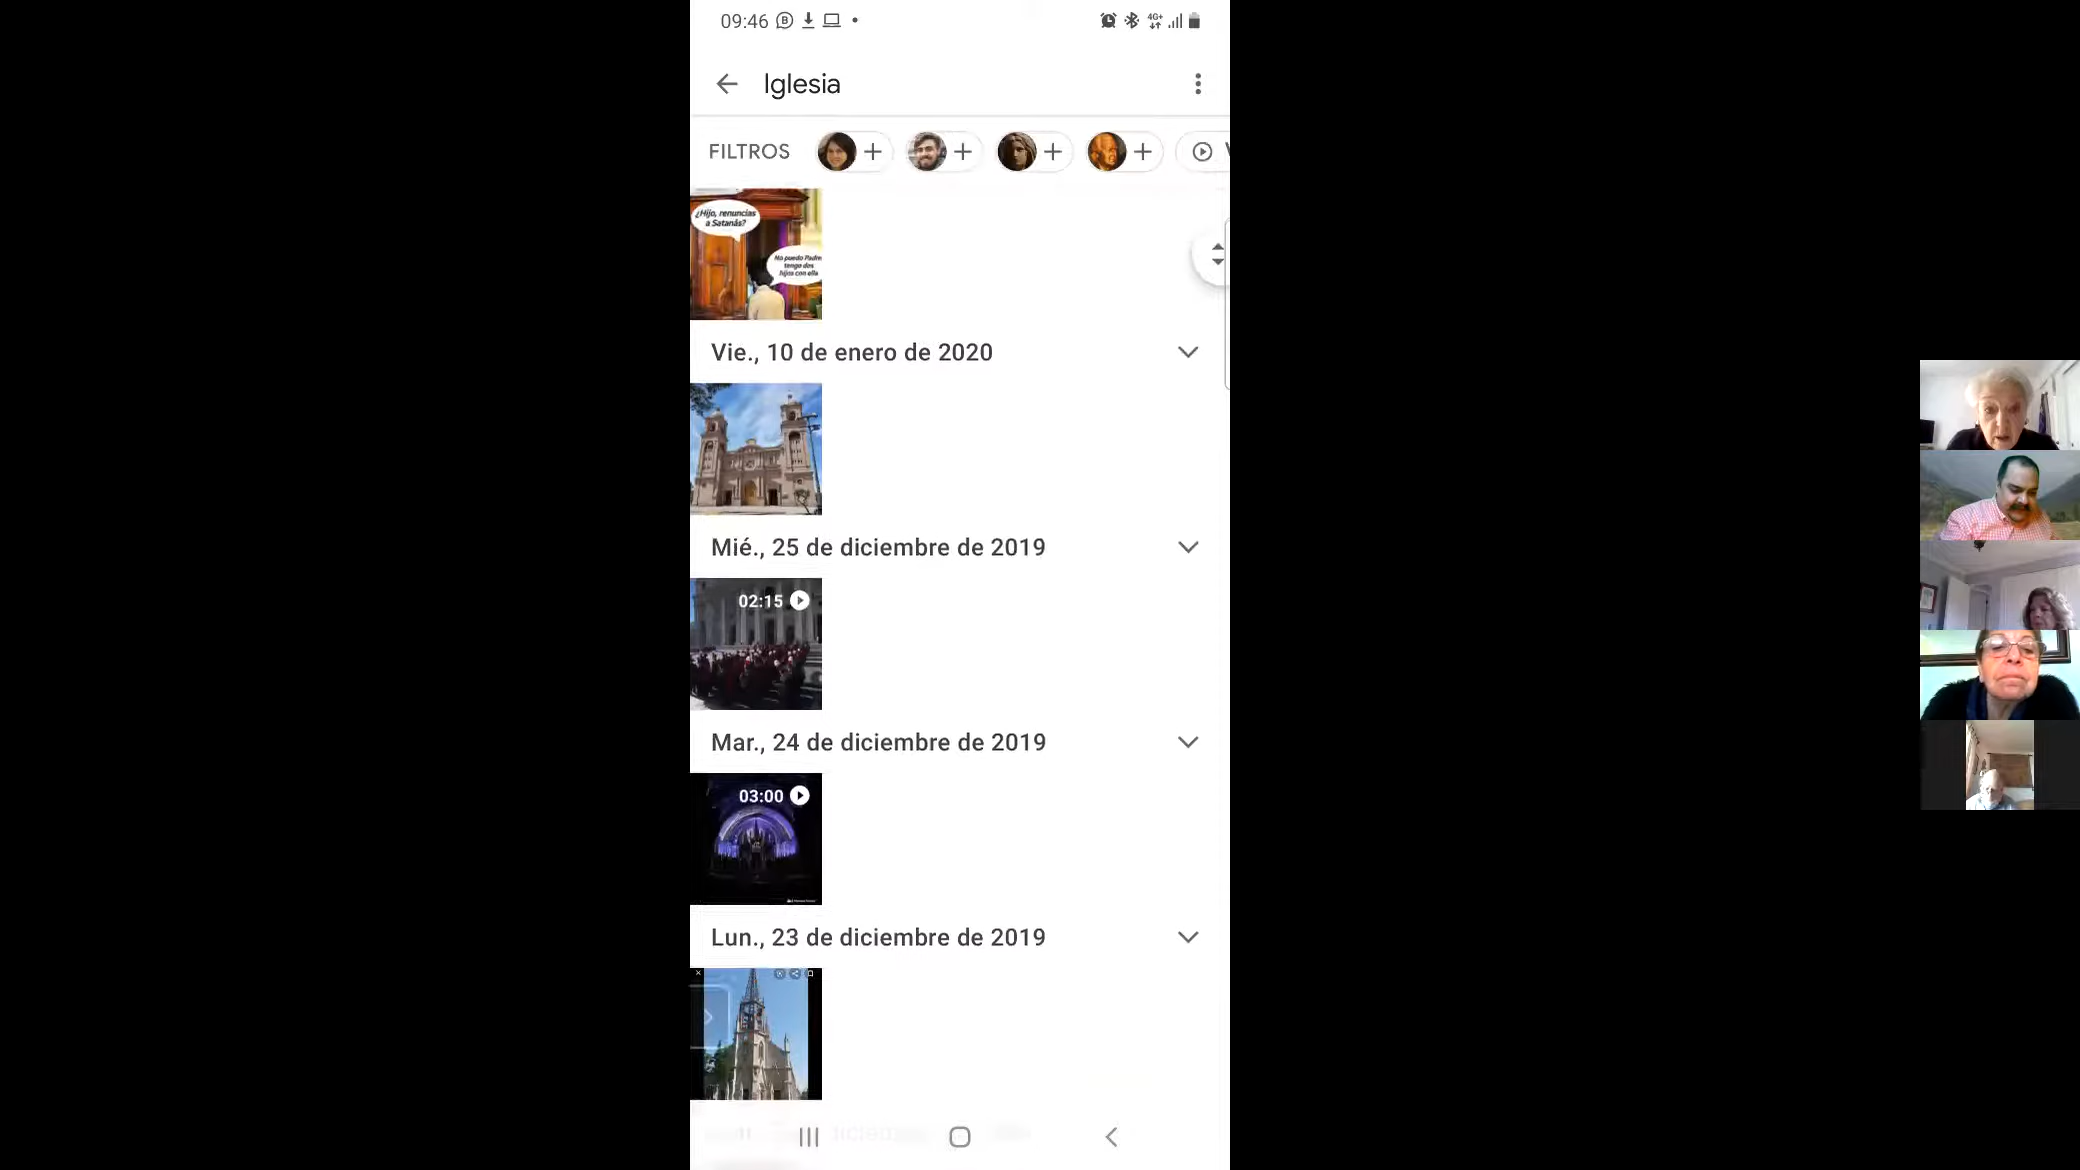 09:46
4G+
Iglesia
FILTROS
¿Hijo, renuncias
a Satanás?
No puedo Padre
tengo dos
hijos con ella
Vie., 10 de enero de 2020
Mié., 25 de diciembre de 2019
02:15
Mar., 24 de diciembre de 2019
03:00
Lun., 23 de diciembre de 2019